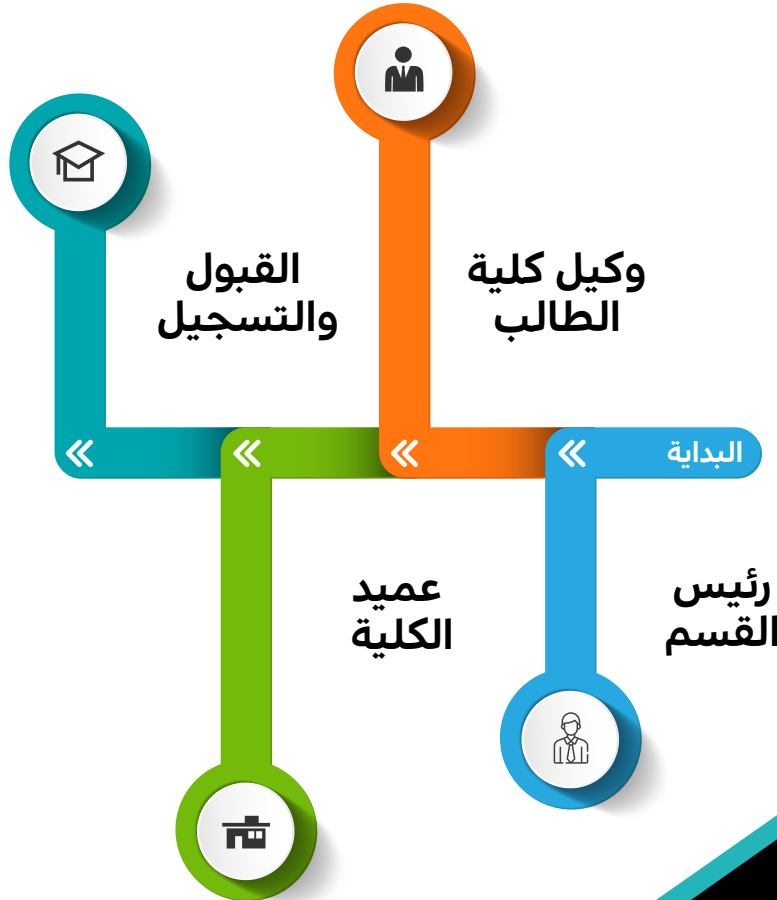 البداية
رئيس
القسم
وكيل كلية
الطالب
عميد
الكلية
القبول
والتسجيل